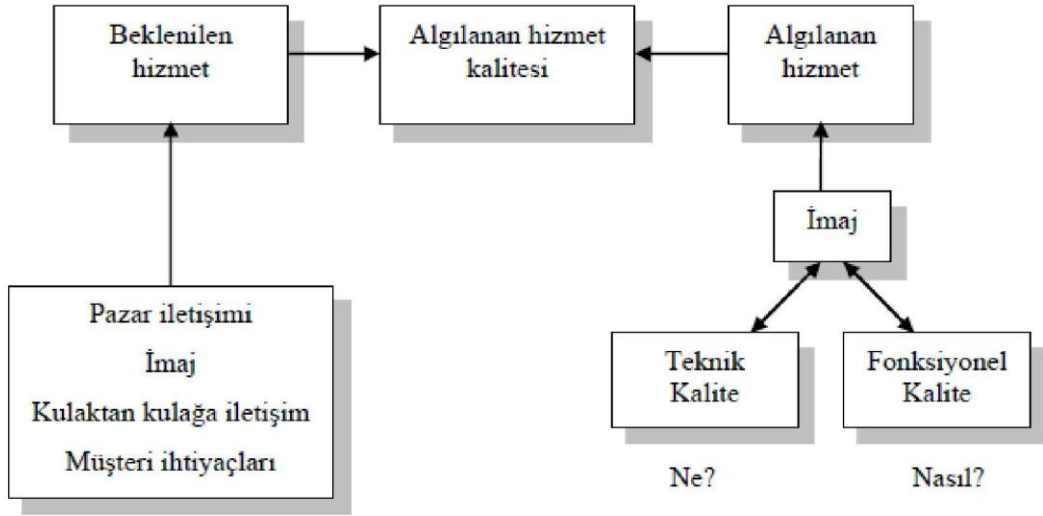 Beklenilen
hizmet
Algılanan hizmet
kalitesi
Algılanan
hizmet
İmaj
Pazar iletişimi
İmaj
Kulaktan kulağa iletişim
Müşteri ihtiyaçları
Teknik
Kalite
Fonksiyonel
Kalite
Ne?
Nasıl?